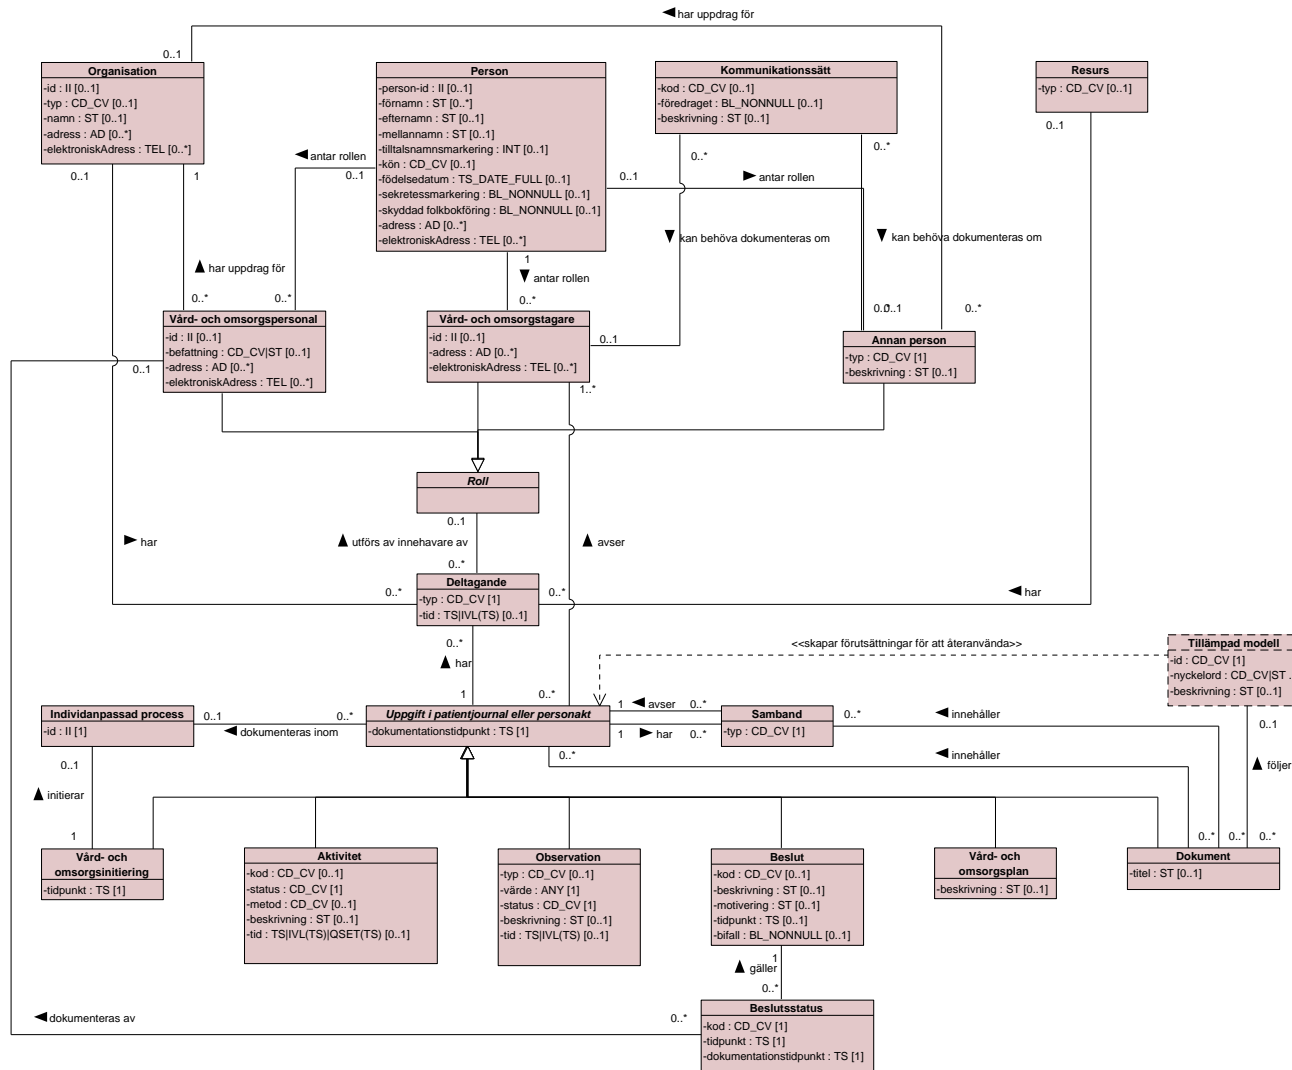 har uppdrag för
0..1
Organisation
-id : II [0..1]
-typ : CD_CV [0..1]
-namn : ST [0..1]
-adress : AD [0..*]
-elektroniskAdress : TEL [0..*]
Person
-person-id : II [0..1]
-förnamn : ST [0..*]
-efternamn : ST [0..1]
-mellannamn : ST [0..1]
-tilltalsnamnsmarkering : INT [0..1]
-kön : CD_CV [0..1]
-födelsedatum : TS_DATE_FULL [0..1]
-sekretessmarkering : BL_NONNULL [0..1]
-skyddad folkbokföring : BL_NONNULL [0..1]
-adress : AD [0..*]
-elektroniskAdress : TEL [0..*]
Kommunikationssätt
-kod : CD_CV [0..1]
-föredraget : BL_NONNULL [0..1]
-beskrivning : ST [0..1]
Resurs
-typ : CD_CV [0..1]
0..1
0..*
0..*
antar rollen
0..1
0..1
antar rollen
0..1
1
kan behöva dokumenteras om
kan behöva dokumenteras om
1
antar rollen
har uppdrag för
0..*
0..*
0..*
0..1
0..*
Vård- och omsorgspersonal
-id : II [0..1]
-befattning : CD_CV|ST [0..1]
-adress : AD [0..*]
-elektroniskAdress : TEL [0..*]
0..1
Vård- och omsorgstagare
-id : II [0..1]
-adress : AD [0..*]
-elektroniskAdress : TEL [0..*]
0..1
1..*
Annan person
-typ : CD_CV [1]
-beskrivning : ST [0..1]
Roll
0..1
har
utförs av innehavare av
avser
0..*
0..*
Deltagande
-typ : CD_CV [1]
-tid : TS|IVL(TS) [0..1]
0..*
har
0..*
har
1
0..*
<<skapar förutsättningar för att återanvända>>
Tillämpad modell
-id : CD_CV [1]
-nyckelord : CD_CV|ST .
-beskrivning : ST [0..1]
0..1
Individanpassad process
-id : II [1]
0..1
0..*
dokumenteras inom
Uppgift i patientjournal eller personakt
-dokumentationstidpunkt : TS [1]
1
avser
0..*
1
har
0..*
Samband
-typ : CD_CV [1]
0..*
innehåller
0..*
innehåller
följer
0..1
initierar
1
0..*
0..*
0..*
Vård- och
omsorgsinitiering
-tidpunkt : TS [1]
Aktivitet
-kod : CD_CV [0..1]
-status : CD_CV [1]
-metod : CD_CV [0..1]
-beskrivning : ST [0..1]
-tid : TS|IVL(TS)|QSET(TS) [0..1]
Observation
-typ : CD_CV [0..1]
-värde : ANY [1]
-status : CD_CV [1]
-beskrivning : ST [0..1]
-tid : TS|IVL(TS) [0..1]
Beslut
-kod : CD_CV [0..1]
-beskrivning : ST [0..1]
-motivering : ST [0..1]
-tidpunkt : TS [0..1]
-bifall : BL_NONNULL [0..1]
Vård- och
omsorgsplan
-beskrivning : ST [0..1]
Dokument
-titel : ST [0..1]
1
gäller
0..*
dokumenteras av
0..*
Beslutsstatus
-kod : CD_CV [1]
-tidpunkt : TS [1]
-dokumentationstidpunkt : TS [1]